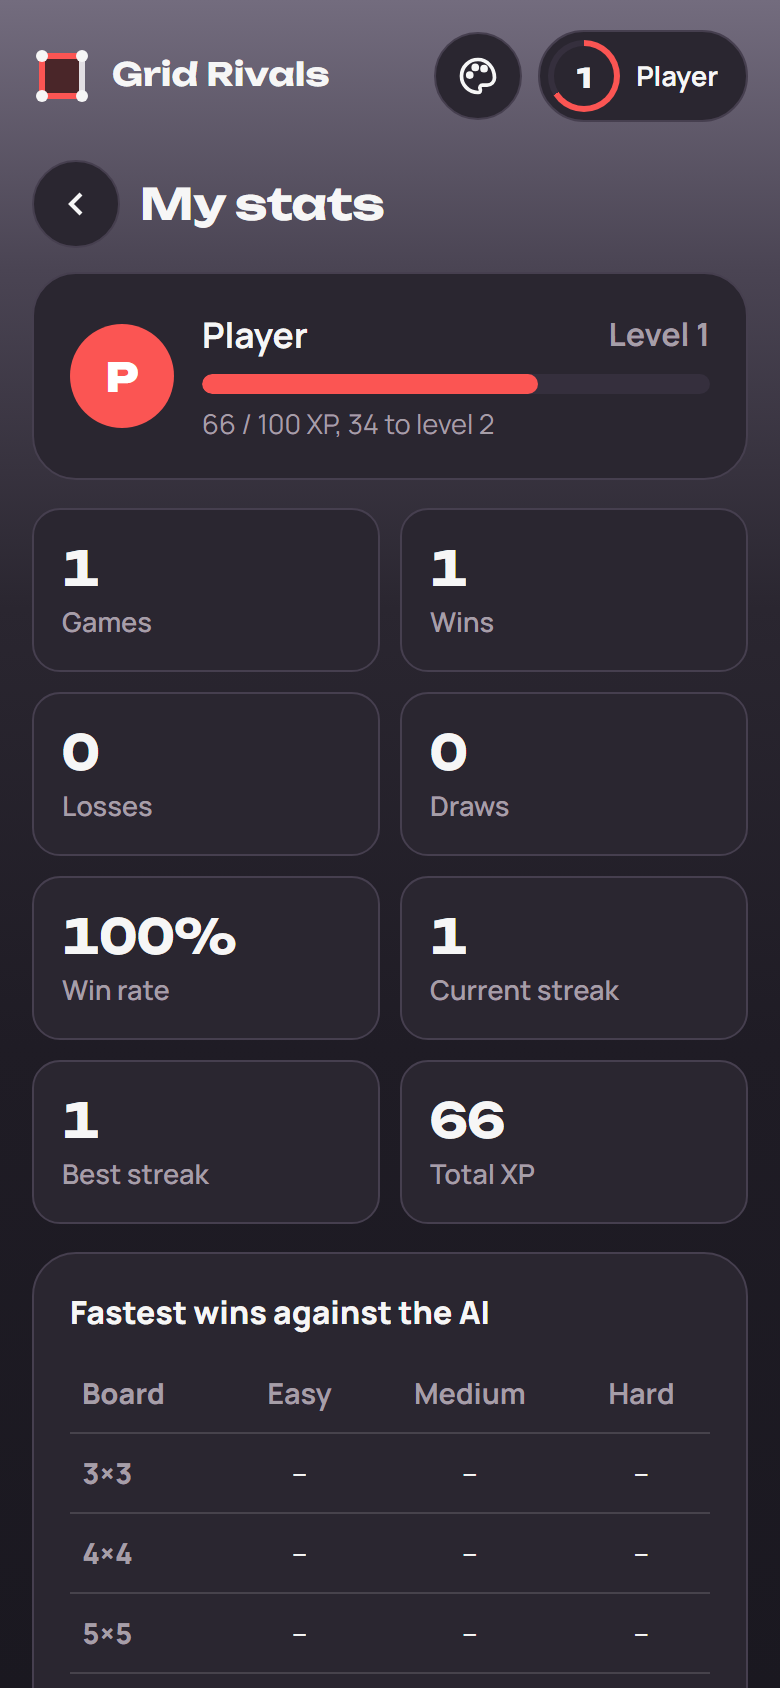 Grid Rivals
1
Player
My stats
P
Player
Level 1
66 / 100 XP, 34 to level 2
1
Games
1
Wins
0
Losses
0
Draws
100%
Win rate
1
Current streak
1
Best streak
66
Total XP
Fastest wins against the AI
Board Easy Medium Hard
3×3 – – –
4×4 – – –
5×5 – – –